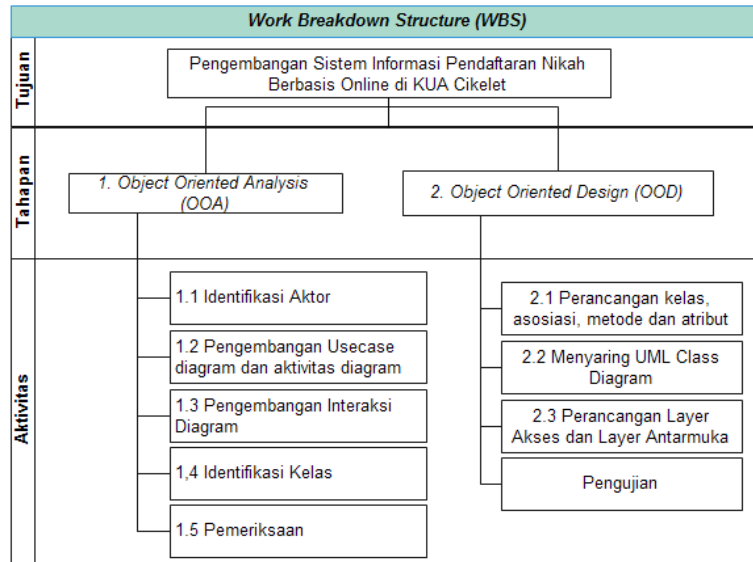 Work Breakdown Structure (WBS)
Tujuan
Pengembangan Sistem Informasi Pendaftaran Nikah
Berbasis Online di KUA Cikelet
Tahapan
1. Object Oriented Analysis
(OOA)
2. Object Oriented Design (OOD)
Aktivitas
1.1 Identifikasi Aktor
1.2 Pengembangan Usecase
diagram dan aktivitas diagram
1.3 Pengembangan Interaksi
Diagram
1,4 Identifikasi Kelas
1.5 Pemeriksaan
2.1 Perancangan kelas,
asosiasi, metode dan atribut
2.2 Menyaring UML Class
Diagram
2.3 Perancangan Layer
Akses dan Layer Antarmuka
Pengujian